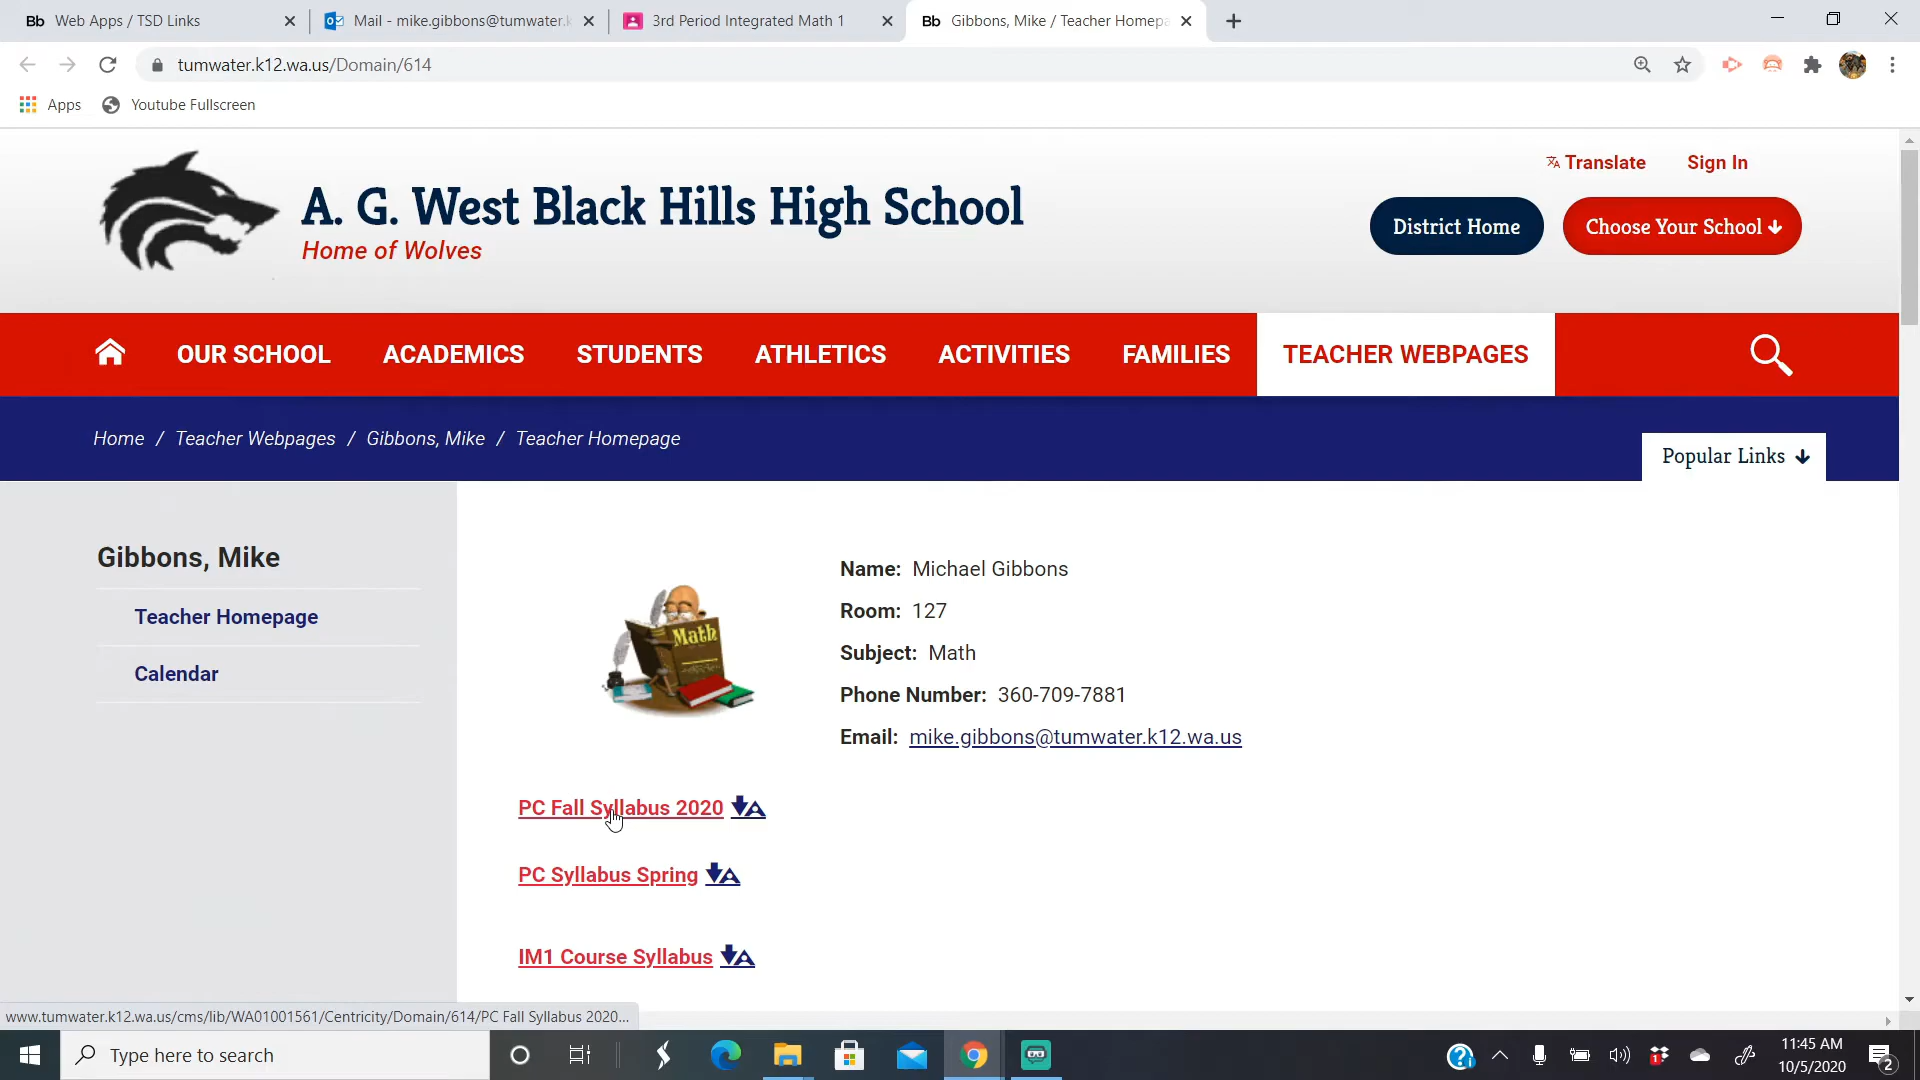 Bb Web Apps / TSD Links
Mail - mike.gibbons@tumwater.k
3rd Period Integrated Math 1
Bb Gibbons, Mike / Teacher Homepa
tumwater.k12.wa.us/Domain/614
Apps
Youtube Fullscreen
Translate
Sign In
A. G. West Black Hills High School
Home of Wolves
District Home
Choose Your School
OUR SCHOOL
ACADEMICS
STUDENTS
ATHLETICS
ACTIVITIES
FAMILIES
TEACHER WEBPAGES
Home / Teacher Webpages / Gibbons, Mike / Teacher Homepage
Popular Links
Gibbons, Mike
Teacher Homepage
Calendar
Math
Name: Michael Gibbons
Room: 127
Subject: Math
Phone Number: 360-709-7881
Email: mike.gibbons@tumwater.k12.wa.us
PC Fall Syllabus 2020
PC Syllabus Spring
IM1 Course Syllabus
www.tumwater.k12.wa.us/cms/lib/WA01001561/Centricity/Domain/614/PC Fall Syllabus 2020...
Type here to search
1
11:45 AM
10/5/2020
2